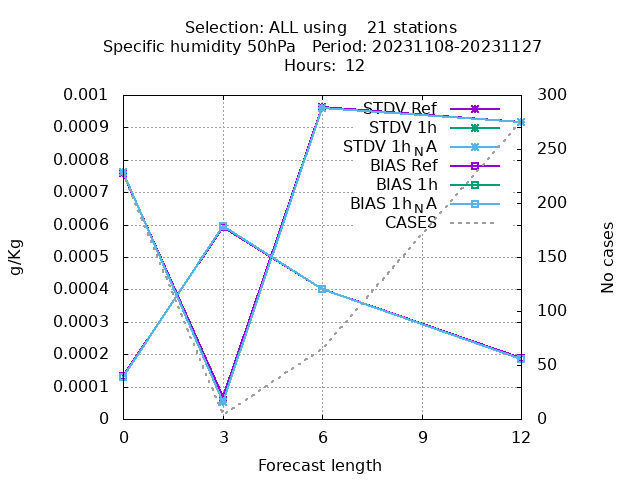 Selection: ALL using    21 stations
Specific humidity 50hPa   Period: 20231108-20231127
Hours: 12
0.001
0.0009
0.0008
0.0007
0.0006
0.0005
0.0004
0.0003
0.0002
0.0001
0
g/Kg
STDV Ref
STDV 1h
STDV 1h_NA
BIAS Ref
BIAS 1h
BIAS 1h_NA
CASES
300
250
200
150
100
50
0
No cases
0 3 6 9 12
Forecast length